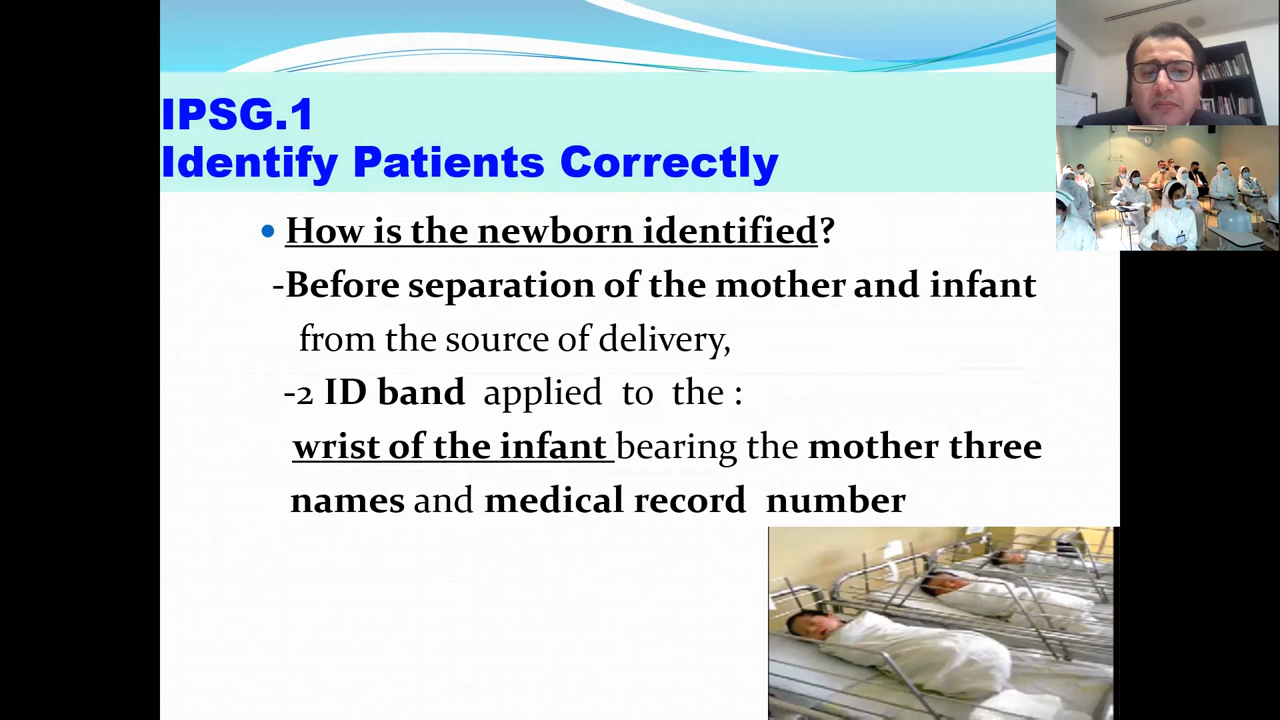 IPSG.1
Identify Patients Correctly
• How is the newborn identified?
-Before separation of the mother and infant
from the source of delivery,
-2 ID band applied to the :
wrist of the infant bearing the mother three
names and medical record number